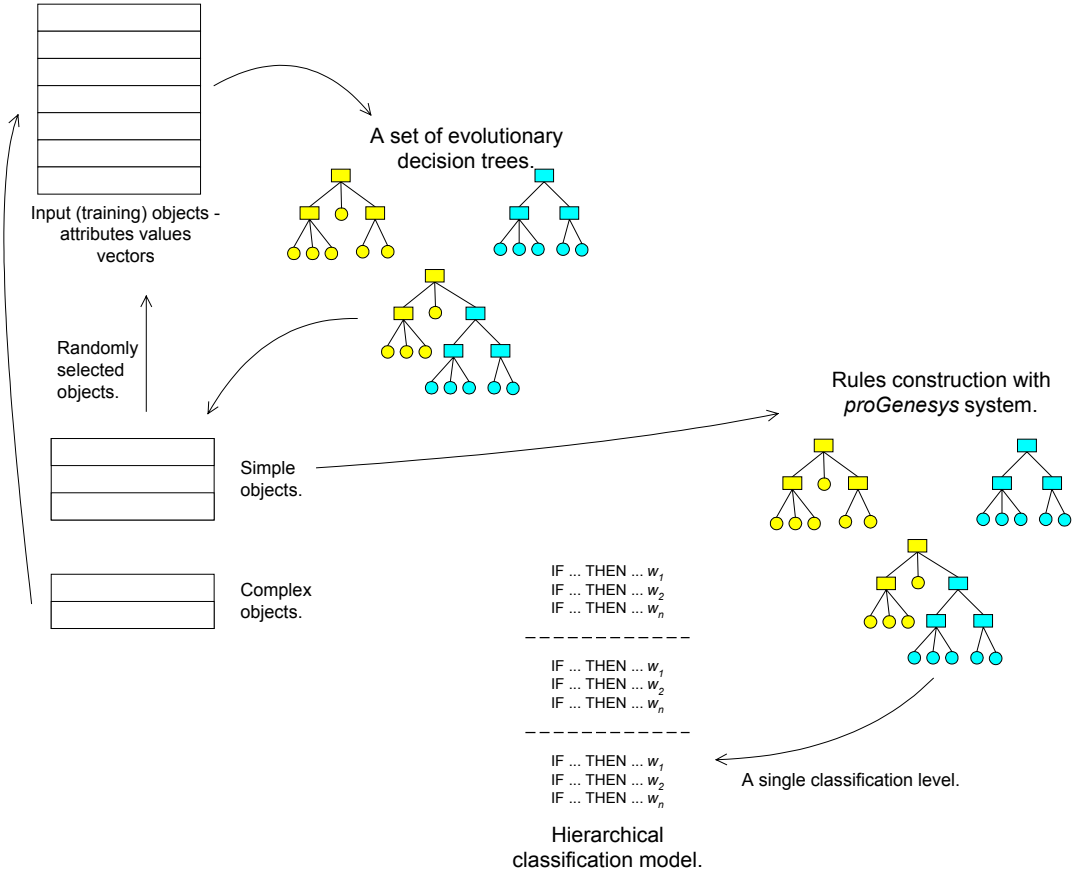 A set of evolutionary
decision trees.
Input (training) objects -
attributes values
vectors
Randomly
selected
objects.
Rules construction with
proGenesys system.
Simple
objects.
Complex
objects.
IF ... THEN ... w1
IF ... THEN ... w2
IF ... THEN ... wn
IF ... THEN ... w1
IF ... THEN ... w2
IF ... THEN ... wn
IF ... THEN ... w1
IF ... THEN ... w2
IF ... THEN ... wn
A single classification level.
Hierarchical
classification model.